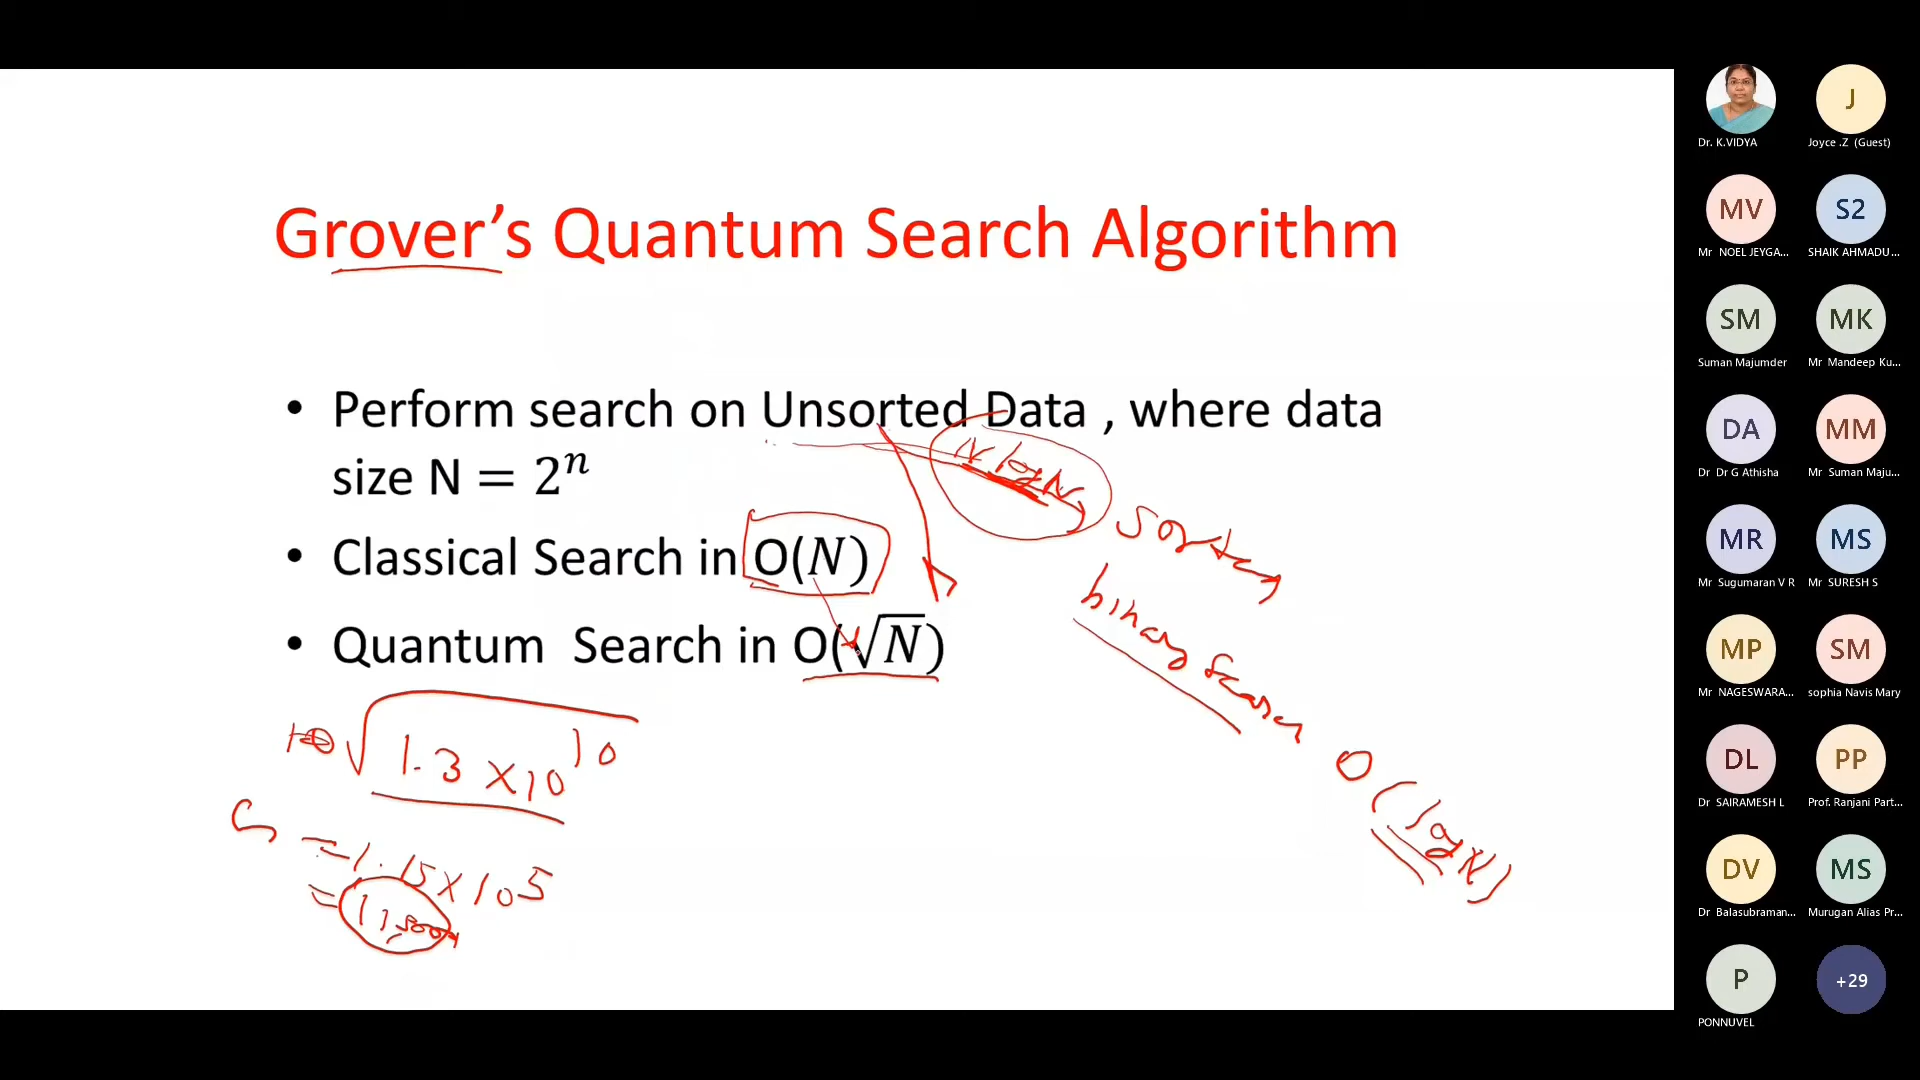 Grover's Quantum Search Algorithm
• Perform search on Unsorted Data , where data
size N = 2ⁿ
N log N
• Classical Search in O(N)
binary search
O(log N)
• Quantum Search in O(√N)
√1.3 ×10¹⁰
= 1.15×10⁵
Dr. K.VIDYA
J
Joyce .Z (Guest)
MV
Mr NOEL JEYGA...
S2
SHAIK AHMADU...
SM
Suman Majumder
MK
Mr Mandeep Ku...
DA
Dr Dr G Athisha
MM
Mr Suman Maju...
MR
Mr Sugumaran V R
MS
Mr SURESH S
MP
Mr NAGESWARA...
SM
sophia Navis Mary
DL
Dr SAIRAMESH L
PP
Prof. Ranjani Part...
DV
Dr Balasubraman...
MS
Murugan Alias Pr...
P
PONNUVEL
+29